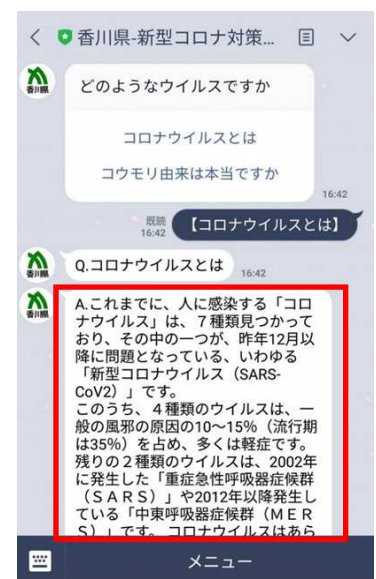 香川県-新型コロナ対策...
香川県
どのようなウイルスですか
コロナウイルスとは
コウモリ由来は本当ですか
16:42
既読
16:42
【コロナウイルスとは】
香川県
Q.コロナウイルスとは
16:42
香川県
A.これまでに、人に感染する「コロ
ナウイルス」は、７種類見つかって
おり、その中の一つが、昨年12月以
降に問題となっている、いわゆる
「新型コロナウイルス（SARS-
CoV2）」です。
このうち、４種類のウイルスは、一
般の風邪の原因の10～15%（流行期
は35%）を占め、多くは軽症です。
残りの２種類のウイルスは、2002年
に発生した「重症急性呼吸器症候群
（ＳＡＲＳ）」や2012年以降発生し
ている「中東呼吸器症候群（ＭＥＲ
Ｓ）」です。コロナウイルスはあら
メニュー